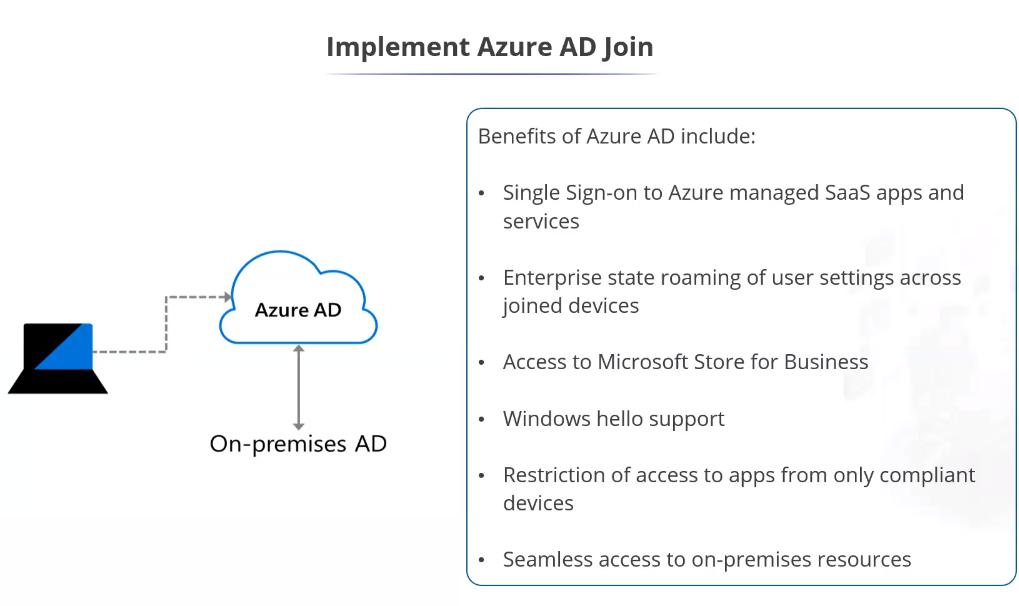 Implement Azure AD Join
Benefits of Azure AD include:
• Single Sign-on to Azure managed SaaS apps and
services
• Enterprise state roaming of user settings across
joined devices
• Access to Microsoft Store for Business
• Windows hello support
• Restriction of access to apps from only compliant
devices
• Seamless access to on-premises resources
Azure AD
On-premises AD